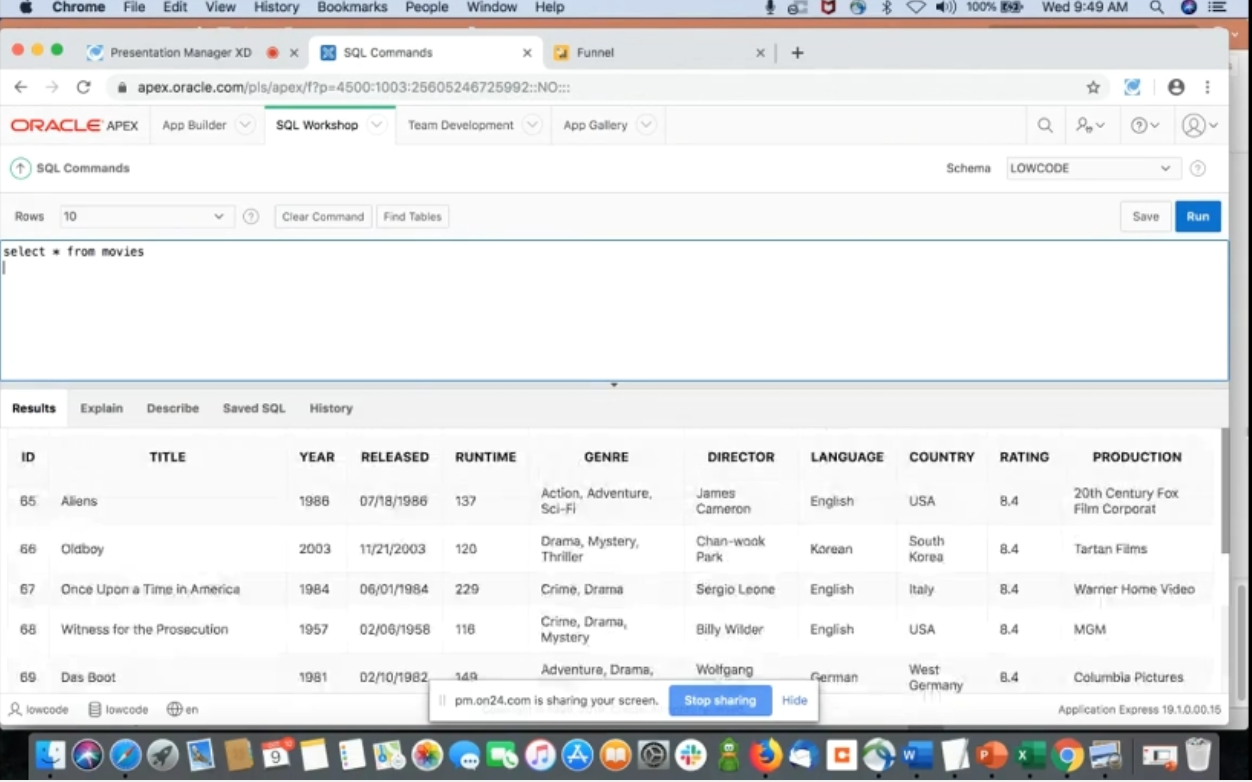 Chrome File Edit View History Bookmarks People Window Help 100% Wed 9:49 AM
Presentation Manager XD SQL Commands Funnel
apex.oracle.com/pls/apex/f?p=4500:1003:25605246725992::NO:::
ORACLE APEX App Builder SQL Workshop Team Development App Gallery
SQL Commands Schema LOWCODE
Rows 10 Clear Command Find Tables Save Run
select * from movies
Results Explain Describe Saved SQL History
ID TITLE YEAR RELEASED RUNTIME GENRE DIRECTOR LANGUAGE COUNTRY RATING PRODUCTION
65 Aliens 1986 07/18/1986 137 Action, Adventure, Sci-Fi James Cameron English USA 8.4 20th Century Fox Film Corporat
66 Oldboy 2003 11/21/2003 120 Drama, Mystery, Thriller Chan-wook Park Korean South Korea 8.4 Tartan Films
67 Once Upon a Time in America 1984 06/01/1984 229 Crime, Drama Sergio Leone English Italy 8.4 Warner Home Video
68 Witness for the Prosecution 1957 02/06/1958 116 Crime, Drama, Mystery Billy Wilder English USA 8.4 MGM
69 Das Boot 1981 02/10/1982 149 Adventure, Drama, Wolfgang German West Germany 8.4 Columbia Pictures
pm.on24.com is sharing your screen. Stop sharing Hide
lowcode lowcode en Application Express 19.1.0.00.15
9